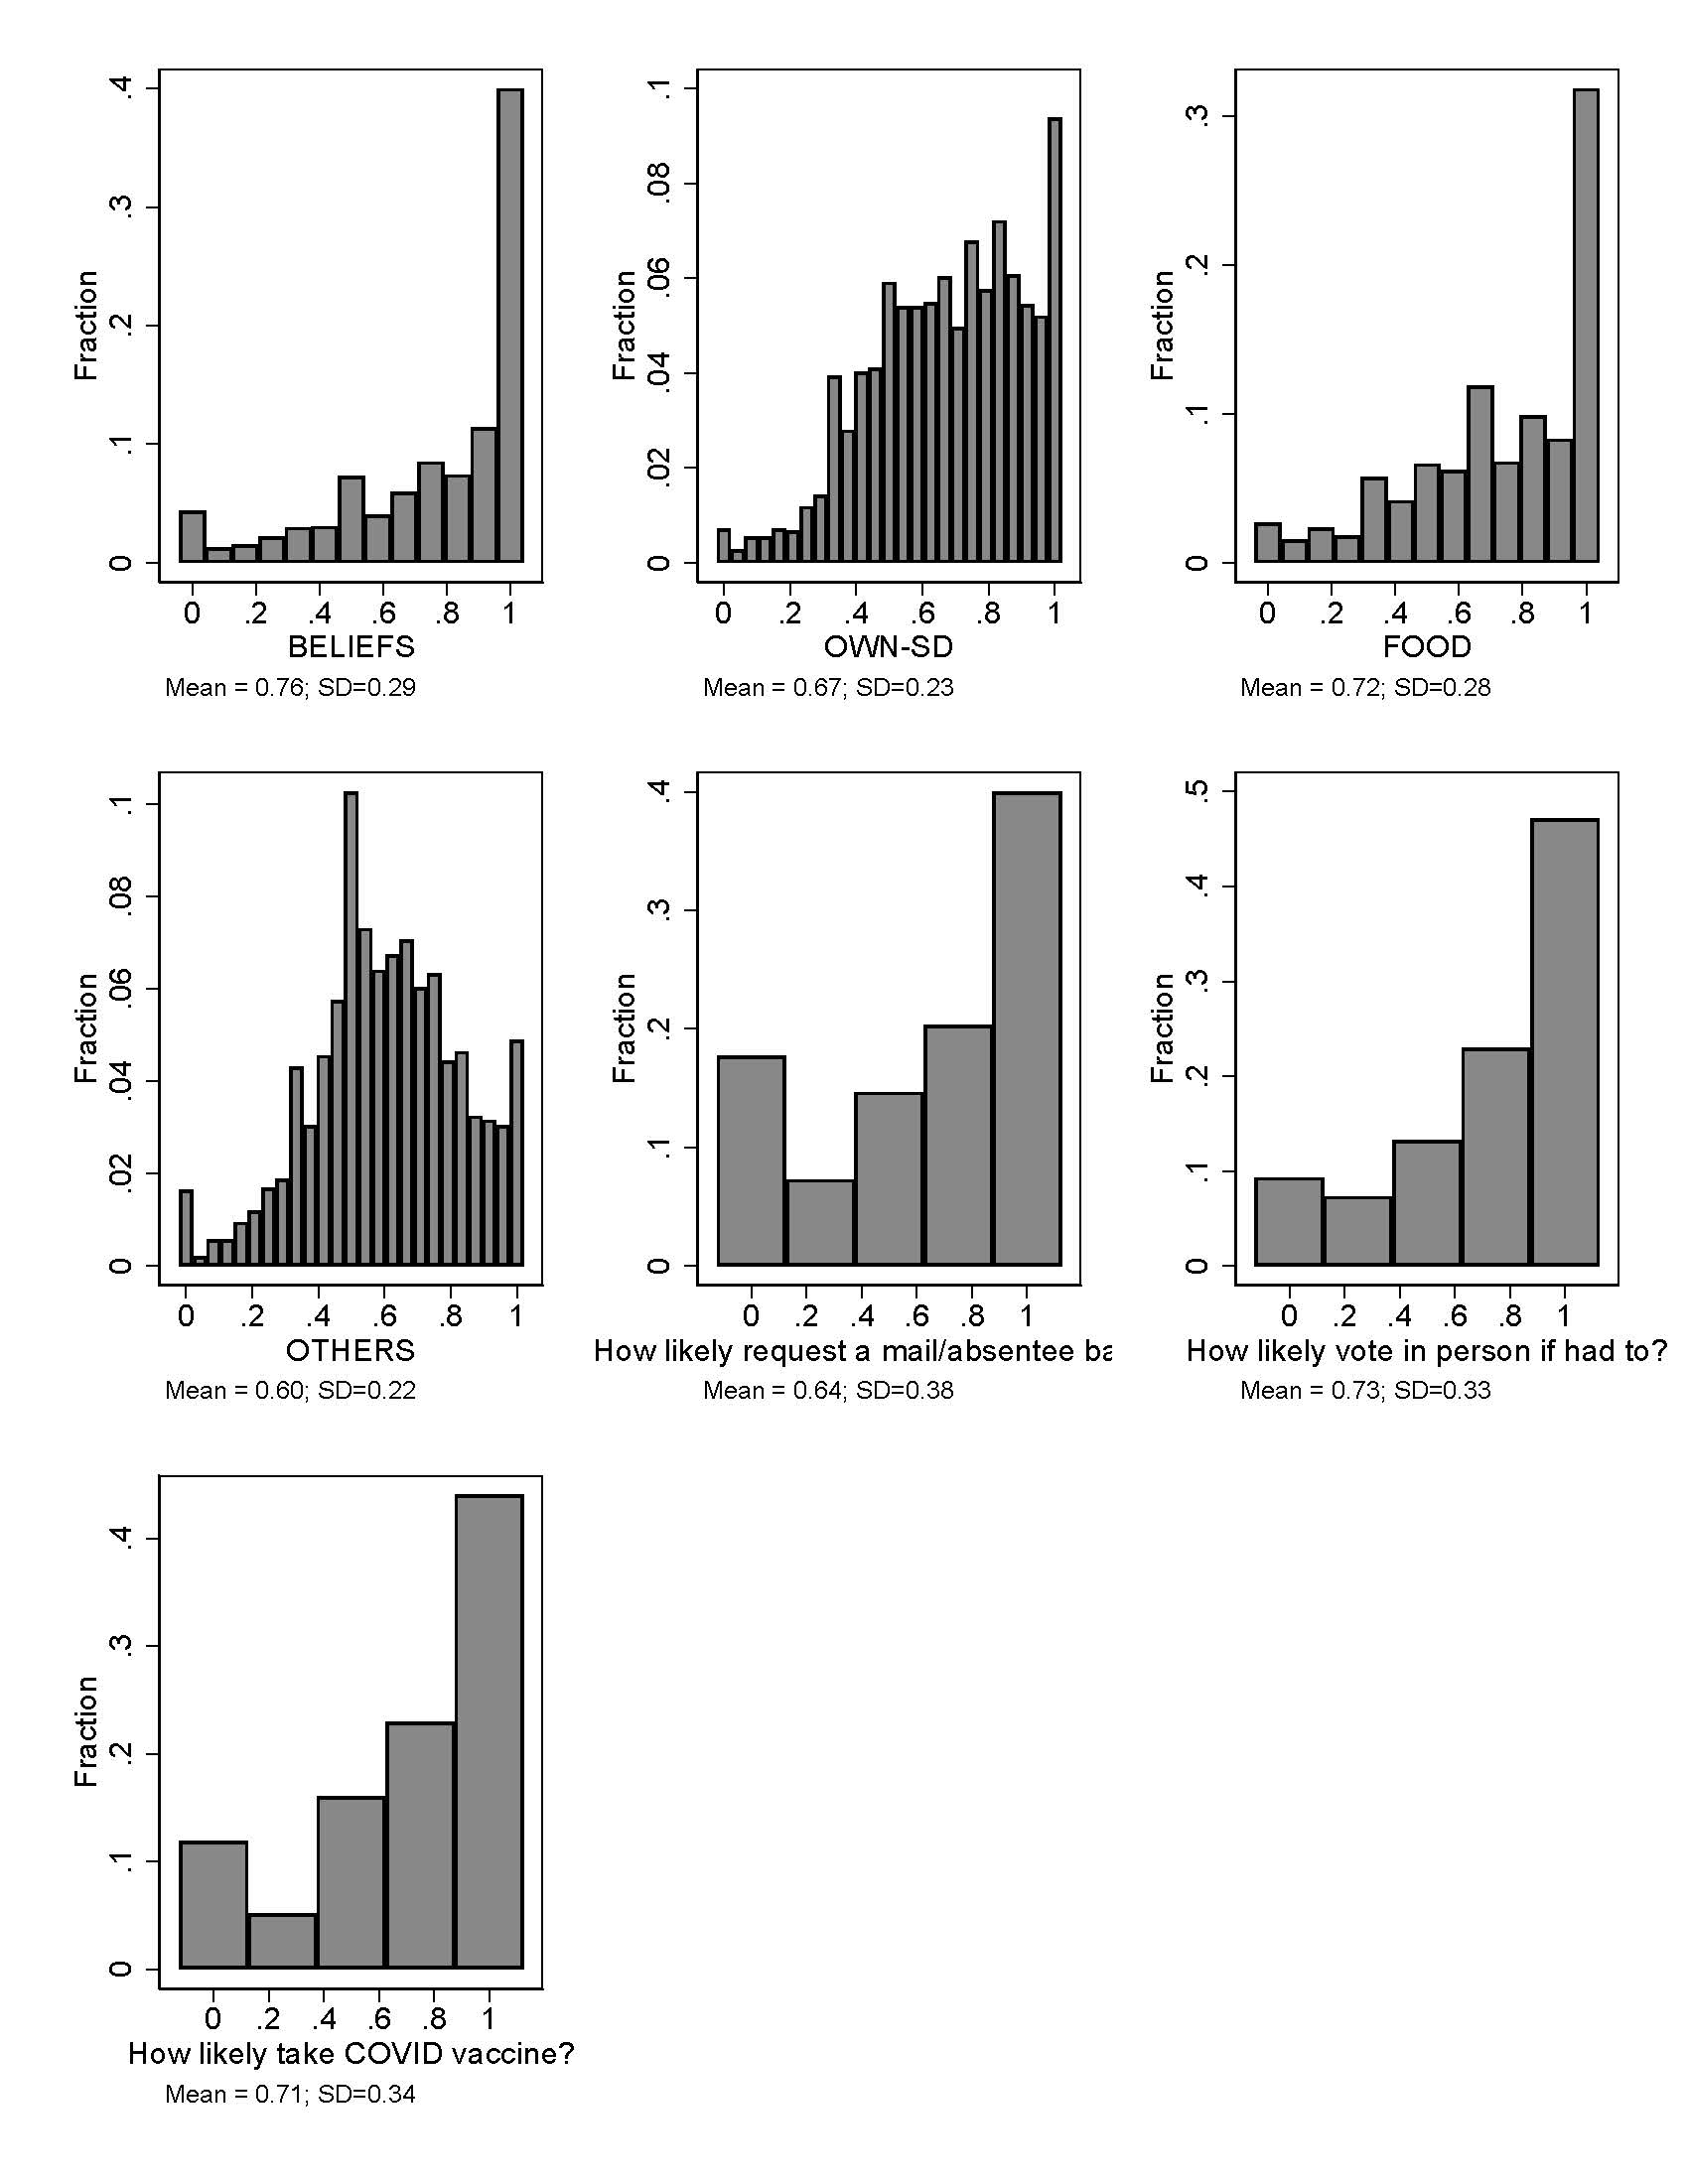 .4
.3
.2
.1
0
Fraction
0 .2 .4 .6 .8 1
BELIEFS
Mean = 0.76; SD=0.29
.1
.08
.06
.04
.02
0
Fraction
0 .2 .4 .6 .8 1
OWN-SD
Mean = 0.67; SD=0.23
.3
.2
.1
0
Fraction
0 .2 .4 .6 .8 1
FOOD
Mean = 0.72; SD=0.28
.1
.08
.06
.04
.02
0
Fraction
0 .2 .4 .6 .8 1
OTHERS
Mean = 0.60; SD=0.22
.4
.3
.2
.1
0
Fraction
0 .2 .4 .6 .8 1
How likely request a mail/absentee ba
Mean = 0.64; SD=0.38
.5
.4
.3
.2
.1
0
Fraction
0 .2 .4 .6 .8 1
How likely vote in person if had to?
Mean = 0.73; SD=0.33
.4
.3
.2
.1
0
Fraction
0 .2 .4 .6 .8 1
How likely take COVID vaccine?
Mean = 0.71; SD=0.34